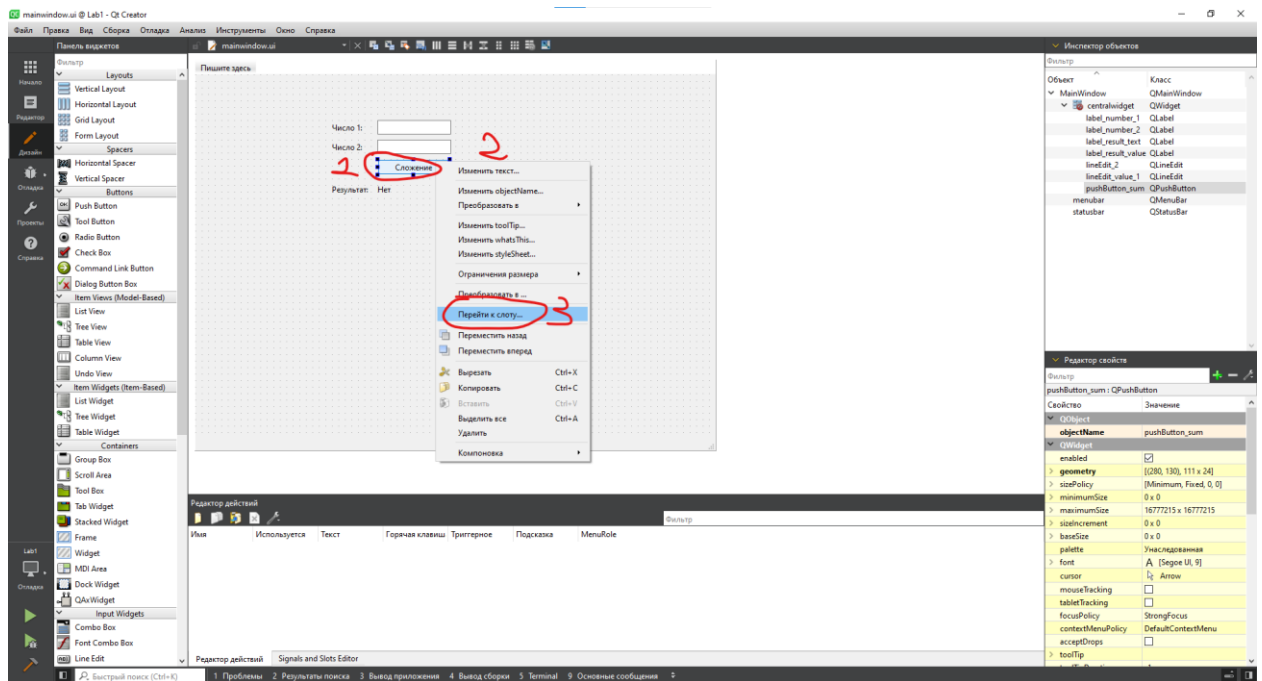 mainwindow.ui @ Lab1 - Qt Creator
Файл Правка Вид Сборка Отладка Анализ Инструменты Окно Справка
Панель виджетов
mainwindow.ui
Инспектор объектов
Начало
Редактор
Дизайн
Отладка
Проекты
Справка
Lab1
Отладка
Фильтр
Layouts
Vertical Layout
Horizontal Layout
Grid Layout
Form Layout
Spacers
Horizontal Spacer
Vertical Spacer
Buttons
Push Button
Tool Button
Radio Button
Check Box
Command Link Button
Dialog Button Box
Item Views (Model-Based)
List View
Tree View
Table View
Column View
Undo View
Item Widgets (Item-Based)
List Widget
Tree Widget
Table Widget
Containers
Group Box
Scroll Area
Tool Box
Tab Widget
Stacked Widget
Frame
Widget
MDI Area
Dock Widget
QAxWidget
Input Widgets
Combo Box
Font Combo Box
Line Edit
Пишите здесь
Число 1:
Число 2:
1 Сложение
2
Результат: Нет
Изменить текст...
Изменить objectName...
Преобразовать в
Изменить toolTip...
Изменить whatsThis...
Изменить styleSheet...
Ограничения размера
Преобразовать в ...
Перейти к слоту... 3
Переместить назад
Переместить вперед
Вырезать Ctrl+X
Копировать Ctrl+C
Вставить Ctrl+V
Выделить все Ctrl+A
Удалить
Компоновка
Редактор действий
Фильтр
Имя Используется Текст Горячая клавиш Триггерное Подсказка MenuRole
Редактор действий Signals and Slots Editor
Фильтр
Объект Класс
MainWindow QMainWindow
centralwidget QWidget
label_number_1 QLabel
label_number_2 QLabel
label_result_text QLabel
label_result_value QLabel
lineEdit_2 QLineEdit
lineEdit_value_1 QLineEdit
pushButton_sum QPushButton
menubar QMenuBar
statusbar QStatusBar
Редактор свойств
Фильтр
pushButton_sum : QPushButton
Свойство Значение
QObject
objectName pushButton_sum
QWidget
enabled
geometry [(280, 130), 111 x 24]
sizePolicy [Minimum, Fixed, 0, 0]
minimumSize 0 x 0
maximumSize 16777215 x 16777215
sizeIncrement 0 x 0
baseSize 0 x 0
palette Унаследованная
font A [Segoe UI, 9]
cursor Arrow
mouseTracking
tabletTracking
focusPolicy StrongFocus
contextMenuPolicy DefaultContextMenu
acceptDrops
toolTip
Быстрый поиск (Ctrl+K) 1 Проблемы 2 Результаты поиска 3 Вывод приложения 4 Вывод сборки 5 Terminal 9 Основные сообщения